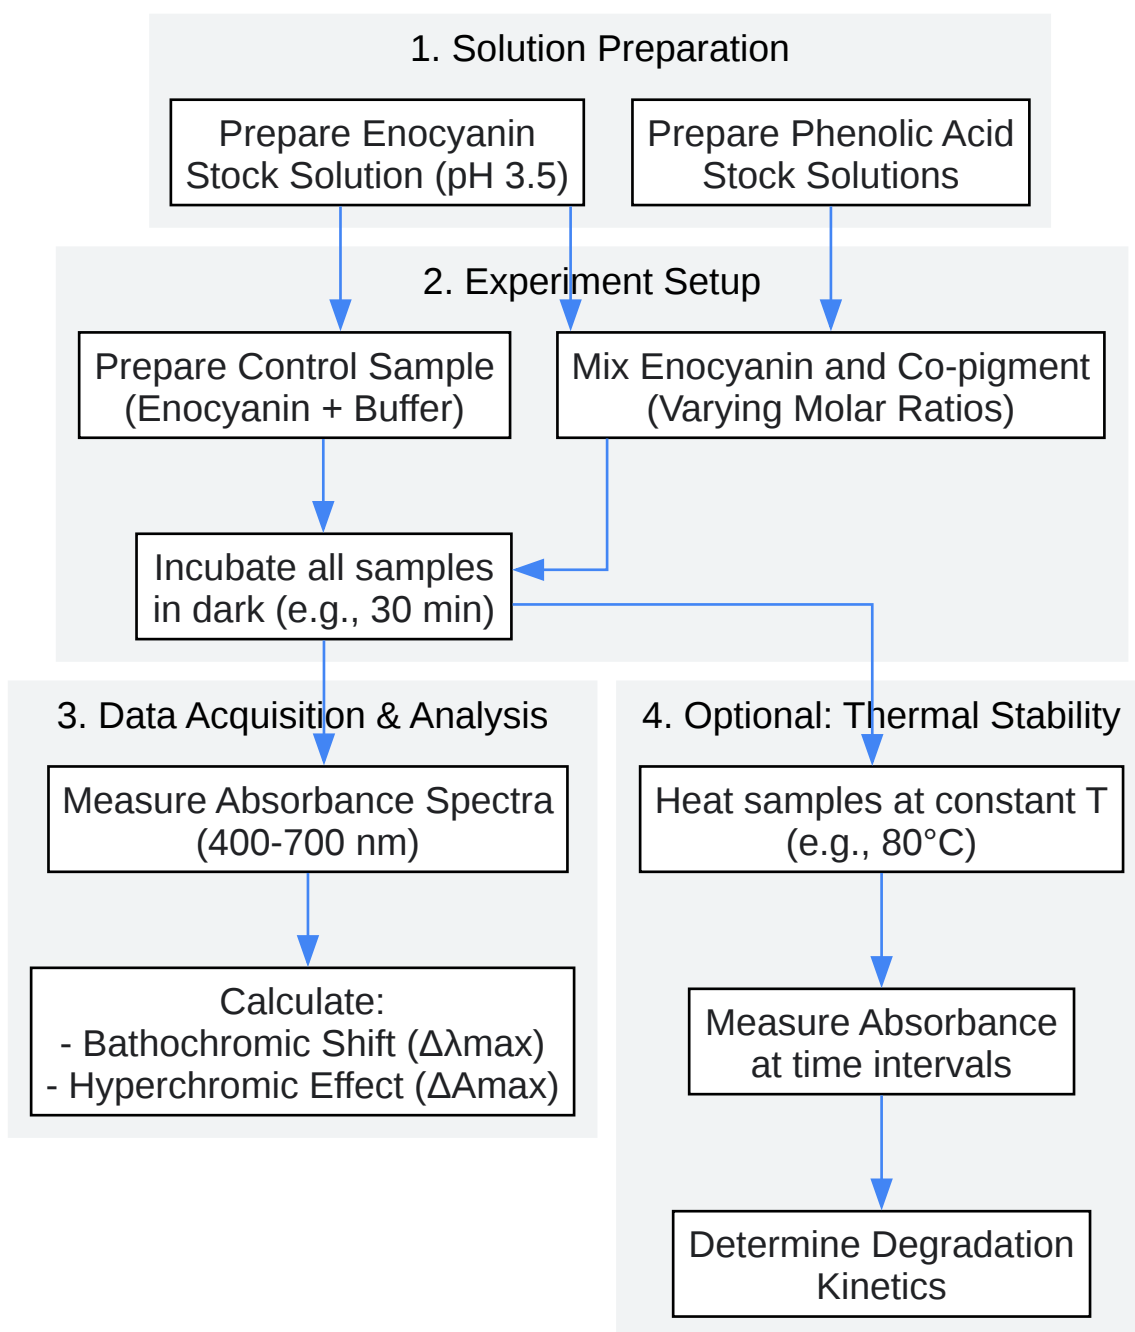 1. Solution Preparation
Prepare Enocyanin
Stock Solution (pH 3.5)
Prepare Phenolic Acid
Stock Solutions
2. Experiment Setup
Prepare Control Sample
(Enocyanin + Buffer)
Mix Enocyanin and Co-pigment
(Varying Molar Ratios)
Incubate all samples
in dark (e.g., 30 min)
3. Data Acquisition & Analysis
Measure Absorbance Spectra
(400-700 nm)
Calculate:
- Bathochromic Shift (Δλmax)
- Hyperchromic Effect (ΔAmax)
4. Optional: Thermal Stability
Heat samples at constant T
(e.g., 80°C)
Measure Absorbance
at time intervals
Determine Degradation
Kinetics